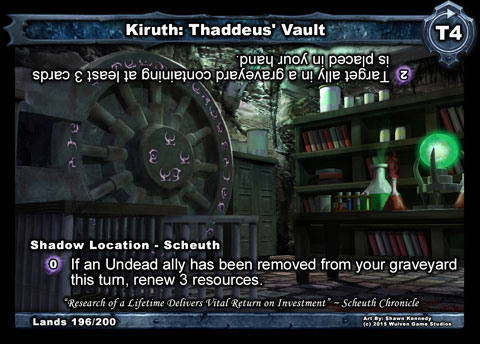 Kiruth: Thaddeus' Vault
T4
2 Target ally in a graveyard containing at least 3 cards
is placed in your hand.
Shadow Location - Scheuth
0 If an Undead ally has been removed from your graveyard
this turn, renew 3 resources.
"Research of a Lifetime Delivers Vital Return on Investment" ~ Scheuth Chronicle
Lands 196/200
Art By: Shawn Kennedy
(c) 2015 Wulven Game Studios